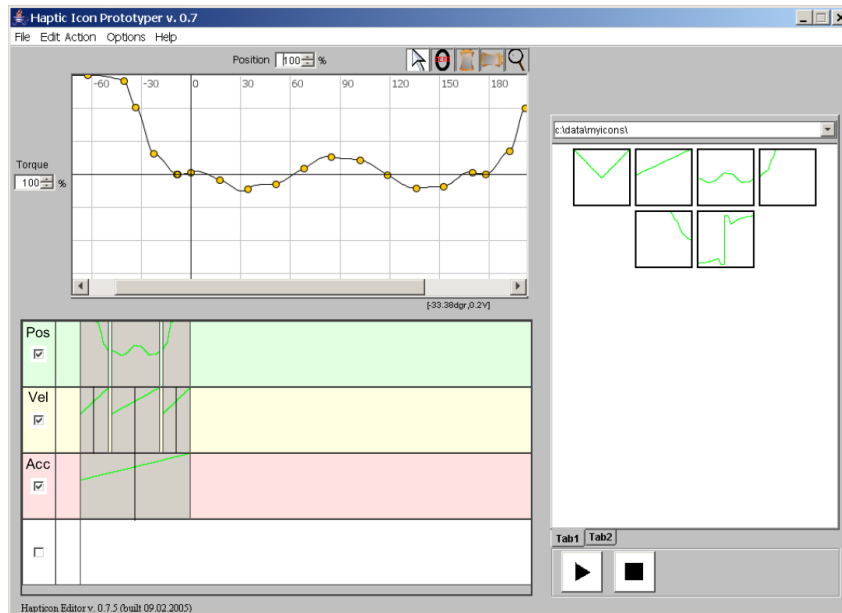 Haptic Icon Prototyper v. 0.7
File Edit Action Options Help
Position 100 %
-60 -30 0 30 60 90 120 150 180
Torque
100 %
[-33.38dgr,0.2V]
c:\data\myicons\
Pos
Vel
Acc
Tab1 Tab2
Hapticon Editor v. 0.7.5 (built 09.02.2005)